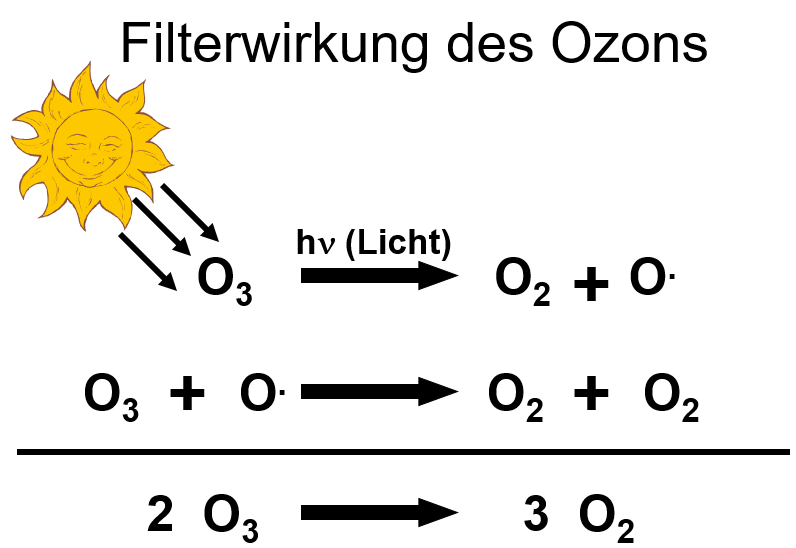 Filterwirkung des Ozons
hν (Licht)
O₃ O₂ + O·
O₃ + O· O₂ + O₂
2 O₃ 3 O₂